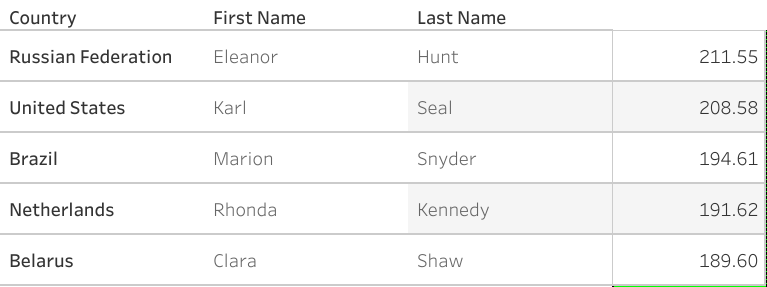 Country First Name Last Name
Russian Federation Eleanor Hunt 211.55
United States Karl Seal 208.58
Brazil Marion Snyder 194.61
Netherlands Rhonda Kennedy 191.62
Belarus Clara Shaw 189.60